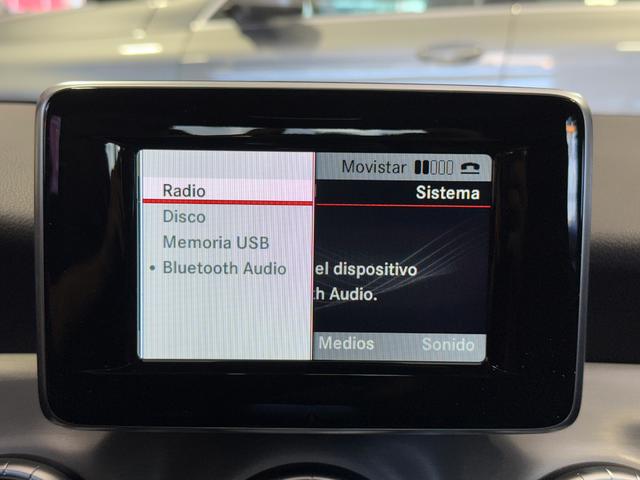 Movistar
Radio
Sistema
Disco
Memoria USB
• Bluetooth Audio
el dispositivo
h Audio.
Medios
Sonido